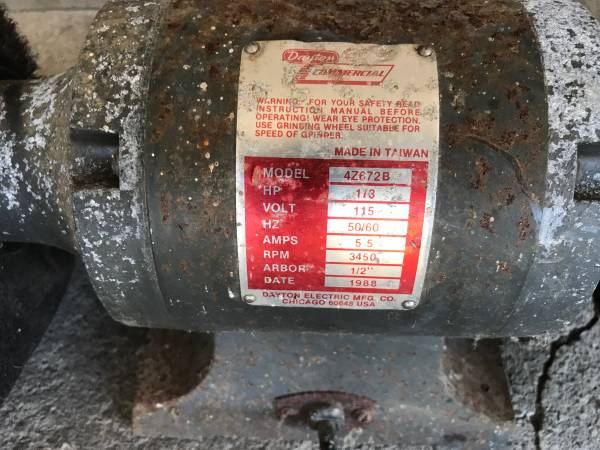 Dayton
COMMERCIAL
WARNING: FOR YOUR SAFETY READ
INSTRUCTION MANUAL BEFORE
OPERATING! WEAR EYE PROTECTION.
USE GRINDING WHEEL SUITABLE FOR
SPEED OF GRINDER.
MADE IN TAIWAN
MODEL 4Z672B
HP 1/3
VOLT 115
HZ 50/60
AMPS 5.5
RPM 3450
ARBOR 1/2"
DATE 1988
DAYTON ELECTRIC MFG. CO.
CHICAGO 60648 USA